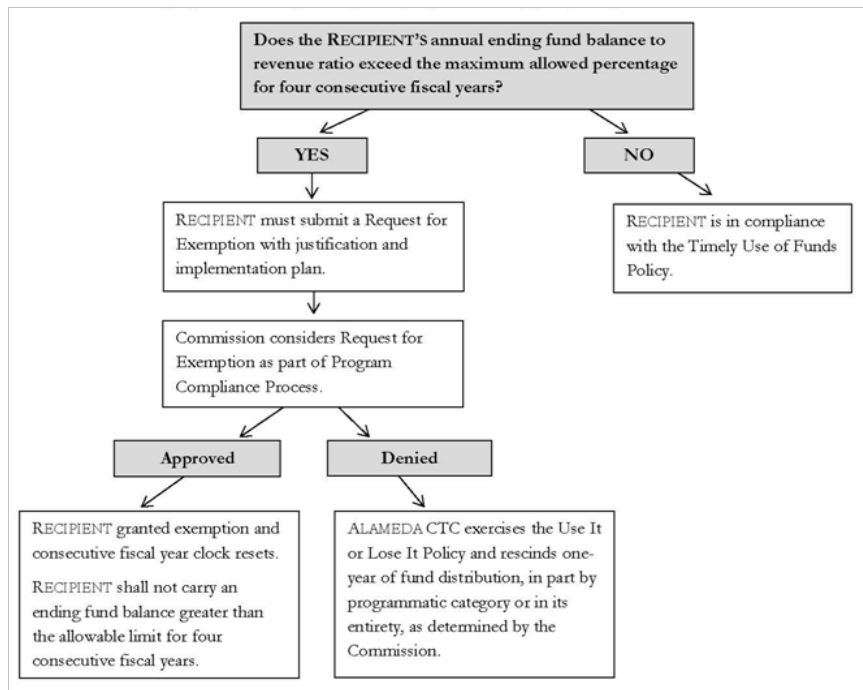 Does the RECIPIENT'S annual ending fund balance to
revenue ratio exceed the maximum allowed percentage
for four consecutive fiscal years?
YES
NO
RECIPIENT must submit a Request for
Exemption with justification and
implementation plan.
RECIPIENT is in compliance
with the Timely Use of Funds
Policy.
Commission considers Request for
Exemption as part of Program
Compliance Process.
Approved
Denied
RECIPIENT granted exemption and
consecutive fiscal year clock resets.
RECIPIENT shall not carry an
ending fund balance greater than
the allowable limit for four
consecutive fiscal years.
ALAMEDA CTC exercises the Use It
or Lose It Policy and rescinds one-
year of fund distribution, in part by
programmatic category or in its
entirety, as determined by the
Commission.